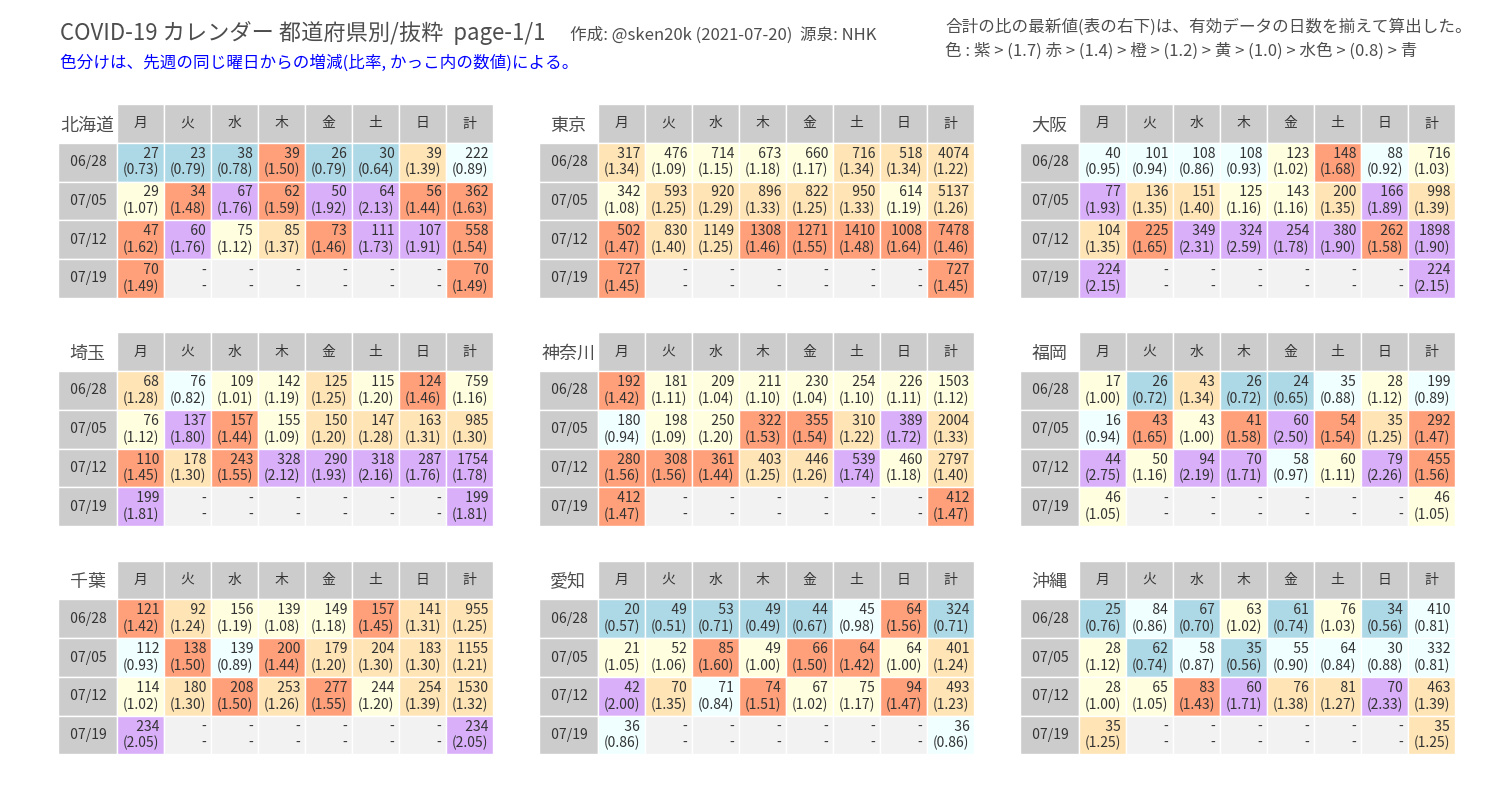 COVID-19 カレンダー 都道府県別/抜粋 page-1/1 作成: @sken20k (2021-07-20) 源泉: NHK
合計の比の最新値(表の右下)は、有効データの日数を揃えて算出した。
色分けは、先週の同じ曜日からの増減(比率, かっこ内の数値)による。
色 : 紫 > (1.7) 赤 > (1.4) 橙 > (1.2) 黄 > (1.0) > 水色 > (0.8) > 青
北海道 月 火 水 木 金 土 日 計
06/28 27 23 38 39 26 30 39 222
(0.73) (0.79) (0.78) (1.50) (0.79) (0.64) (1.39) (0.89)
07/05 29 34 67 62 50 64 56 362
(1.07) (1.48) (1.76) (1.59) (1.92) (2.13) (1.44) (1.63)
07/12 47 60 75 85 73 111 107 558
(1.62) (1.76) (1.12) (1.37) (1.46) (1.73) (1.91) (1.54)
07/19 70 - - - - - - 70
(1.49) - - - - - - (1.49)
東京 月 火 水 木 金 土 日 計
06/28 317 476 714 673 660 716 518 4074
(1.34) (1.09) (1.15) (1.18) (1.17) (1.34) (1.34) (1.22)
07/05 342 593 920 896 822 950 614 5137
(1.08) (1.25) (1.29) (1.33) (1.25) (1.33) (1.19) (1.26)
07/12 502 830 1149 1308 1271 1410 1008 7478
(1.47) (1.40) (1.25) (1.46) (1.55) (1.48) (1.64) (1.46)
07/19 727 - - - - - - 727
(1.45) - - - - - - (1.45)
大阪 月 火 水 木 金 土 日 計
06/28 40 101 108 108 123 148 88 716
(0.95) (0.94) (0.86) (0.93) (1.02) (1.68) (0.92) (1.03)
07/05 77 136 151 125 143 200 166 998
(1.93) (1.35) (1.40) (1.16) (1.16) (1.35) (1.89) (1.39)
07/12 104 225 349 324 254 380 262 1898
(1.35) (1.65) (2.31) (2.59) (1.78) (1.90) (1.58) (1.90)
07/19 224 - - - - - - 224
(2.15) - - - - - - (2.15)
埼玉 月 火 水 木 金 土 日 計
06/28 68 76 109 142 125 115 124 759
(1.28) (0.82) (1.01) (1.19) (1.25) (1.20) (1.46) (1.16)
07/05 76 137 157 155 150 147 163 985
(1.12) (1.80) (1.44) (1.09) (1.20) (1.28) (1.31) (1.30)
07/12 110 178 243 328 290 318 287 1754
(1.45) (1.30) (1.55) (2.12) (1.93) (2.16) (1.76) (1.78)
07/19 199 - - - - - - 199
(1.81) - - - - - - (1.81)
神奈川 月 火 水 木 金 土 日 計
06/28 192 181 209 211 230 254 226 1503
(1.42) (1.11) (1.04) (1.10) (1.04) (1.10) (1.11) (1.12)
07/05 180 198 250 322 355 310 389 2004
(0.94) (1.09) (1.20) (1.53) (1.54) (1.22) (1.72) (1.33)
07/12 280 308 361 403 446 539 460 2797
(1.56) (1.56) (1.44) (1.25) (1.26) (1.74) (1.18) (1.40)
07/19 412 - - - - - - 412
(1.47) - - - - - - (1.47)
福岡 月 火 水 木 金 土 日 計
06/28 17 26 43 26 24 35 28 199
(1.00) (0.72) (1.34) (0.72) (0.65) (0.88) (1.12) (0.89)
07/05 16 43 43 41 60 54 35 292
(0.94) (1.65) (1.00) (1.58) (2.50) (1.54) (1.25) (1.47)
07/12 44 50 94 70 58 60 79 455
(2.75) (1.16) (2.19) (1.71) (0.97) (1.11) (2.26) (1.56)
07/19 46 - - - - - - 46
(1.05) - - - - - - (1.05)
千葉 月 火 水 木 金 土 日 計
06/28 121 92 156 139 149 157 141 955
(1.42) (1.24) (1.19) (1.08) (1.18) (1.45) (1.31) (1.25)
07/05 112 138 139 200 179 204 183 1155
(0.93) (1.50) (0.89) (1.44) (1.20) (1.30) (1.30) (1.21)
07/12 114 180 208 253 277 244 254 1530
(1.02) (1.30) (1.50) (1.26) (1.55) (1.20) (1.39) (1.32)
07/19 234 - - - - - - 234
(2.05) - - - - - - (2.05)
愛知 月 火 水 木 金 土 日 計
06/28 20 49 53 49 44 45 64 324
(0.57) (0.51) (0.71) (0.49) (0.67) (0.98) (1.56) (0.71)
07/05 21 52 85 49 66 64 64 401
(1.05) (1.06) (1.60) (1.00) (1.50) (1.42) (1.00) (1.24)
07/12 42 70 71 74 67 75 94 493
(2.00) (1.35) (0.84) (1.51) (1.02) (1.17) (1.47) (1.23)
07/19 36 - - - - - - 36
(0.86) - - - - - - (0.86)
沖縄 月 火 水 木 金 土 日 計
06/28 25 84 67 63 61 76 34 410
(0.76) (0.86) (0.70) (1.02) (0.74) (1.03) (0.56) (0.81)
07/05 28 62 58 35 55 64 30 332
(1.12) (0.74) (0.87) (0.56) (0.90) (0.84) (0.88) (0.81)
07/12 28 65 83 60 76 81 70 463
(1.00) (1.05) (1.43) (1.71) (1.38) (1.27) (2.33) (1.39)
07/19 35 - - - - - - 35
(1.25) - - - - - - (1.25)